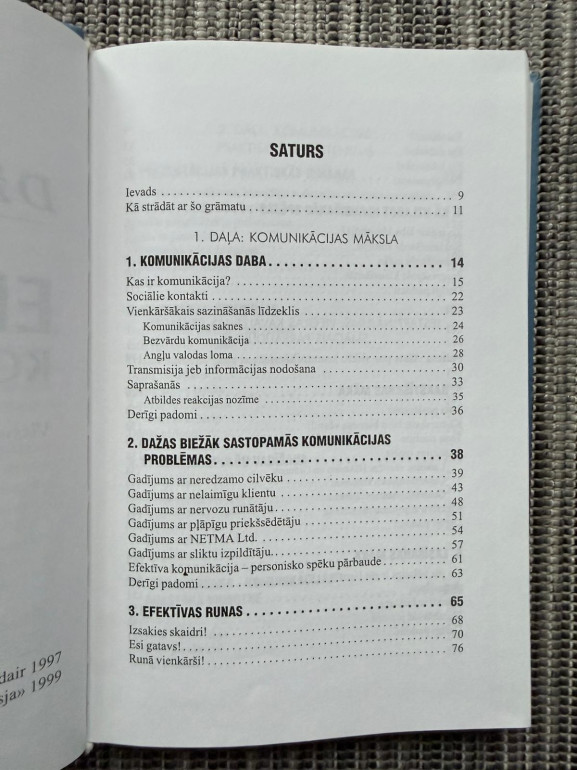 SATURS
Ievads . . . . . . . . . . . . . . . . . . . . . . . . . . . . . . . . . . . . . . . . 9
Kā strādāt ar šo grāmatu . . . . . . . . . . . . . . . . . . . . . . . . . . 11
1. DAĻA: KOMUNIKĀCIJAS MĀKSLA
1. KOMUNIKĀCIJAS DABA . . . . . . . . . . . . . . . . . . . . . . . 14
Kas ir komunikācija? . . . . . . . . . . . . . . . . . . . . . . . . . . . . 15
Sociālie kontakti . . . . . . . . . . . . . . . . . . . . . . . . . . . . . . . 22
Vienkāršākais sazināšanās līdzeklis . . . . . . . . . . . . . . . . . . 23
Komunikācijas saknes . . . . . . . . . . . . . . . . . . . . . . . . . . 24
Bezvārdu komunikācija . . . . . . . . . . . . . . . . . . . . . . . . . 26
Angļu valodas loma . . . . . . . . . . . . . . . . . . . . . . . . . . . 28
Transmisija jeb informācijas nodošana . . . . . . . . . . . . . . . . 30
Saprašanās . . . . . . . . . . . . . . . . . . . . . . . . . . . . . . . . . . . 33
Atbildes reakcijas nozīme . . . . . . . . . . . . . . . . . . . . . . . 35
Derīgi padomi . . . . . . . . . . . . . . . . . . . . . . . . . . . . . . . . . 36
2. DAŽAS BIEŽĀK SASTOPAMĀS KOMUNIKĀCIJAS
PROBLĒMAS . . . . . . . . . . . . . . . . . . . . . . . . . . . . . . . 38
Gadījums ar neredzamo cilvēku . . . . . . . . . . . . . . . . . . . . 39
Gadījums ar nelaimīgu klientu . . . . . . . . . . . . . . . . . . . . . 43
Gadījums ar nervozu runātāju . . . . . . . . . . . . . . . . . . . . . . 48
Gadījums ar pļāpīgu priekšsēdētāju . . . . . . . . . . . . . . . . . . 51
Gadījums ar NETMA Ltd. . . . . . . . . . . . . . . . . . . . . . . . . 54
Gadījums ar sliktu izpildītāju. . . . . . . . . . . . . . . . . . . . . . . 57
Efektīva komunikācija – personisko spēku pārbaude . . . . . . . 61
Derīgi padomi . . . . . . . . . . . . . . . . . . . . . . . . . . . . . . . . . 63
3. EFEKTĪVAS RUNAS . . . . . . . . . . . . . . . . . . . . . . . . . . 65
Izsakies skaidri! . . . . . . . . . . . . . . . . . . . . . . . . . . . . . . . . 68
Esi gatavs! . . . . . . . . . . . . . . . . . . . . . . . . . . . . . . . . . . . . 70
Runā vienkārši! . . . . . . . . . . . . . . . . . . . . . . . . . . . . . . . . 76
dair 1997
sja» 1999